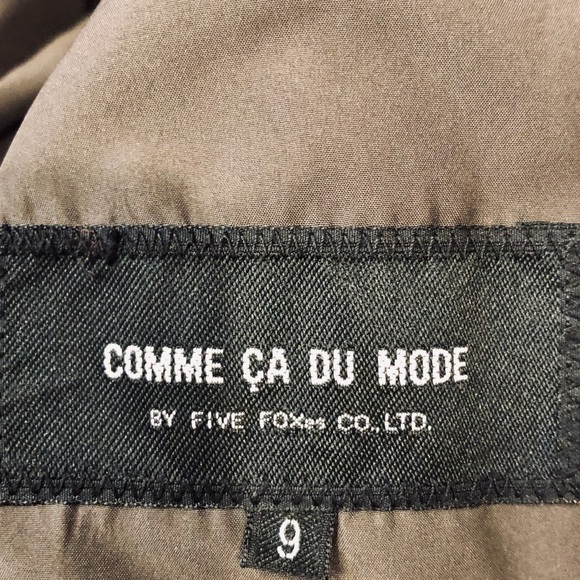 COMME ÇA DU MODE
BY FIVE FOXes CO.,LTD.
9